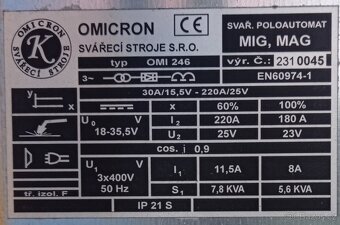 OMICRON
SVÁŘECÍ STROJE
K
OMICRON
SVÁŘECÍ STROJE S.R.O.
CE
SVAŘ. POLOAUTOMAT
MIG, MAG
typ OMI 246
výr. Č.: 231 0045
3~
EN60974-1
30A/15,5V - 220A/25V
x 60% 100%
U0 V
18-35,5V
I2 220A 180 A
U2 25V 23V
cos. j 0,9
U1 V
3x400V
50 Hz
I1 11,5A 8A
S1 7,8 KVA 5,6 KVA
tř. izol. F
IP 21 S